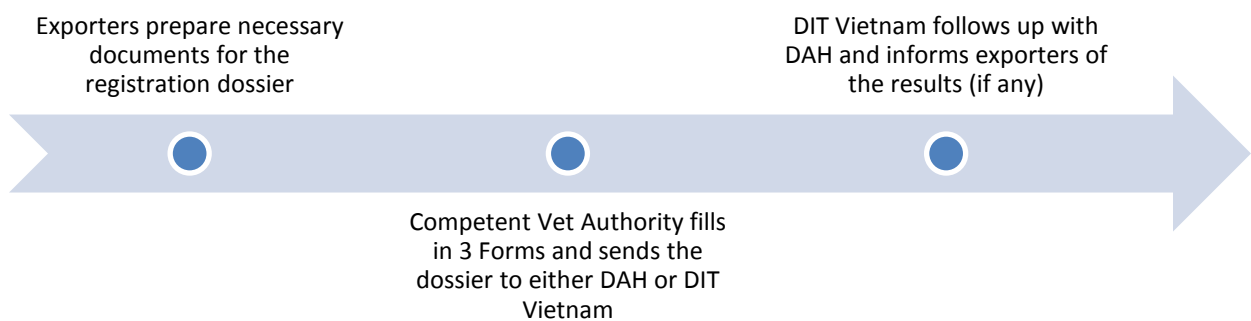 Exporters prepare necessary
documents for the
registration dossier
Competent Vet Authority fills
in 3 Forms and sends the
dossier to either DAH or DIT
Vietnam
DIT Vietnam follows up with
DAH and informs exporters of
the results (if any)